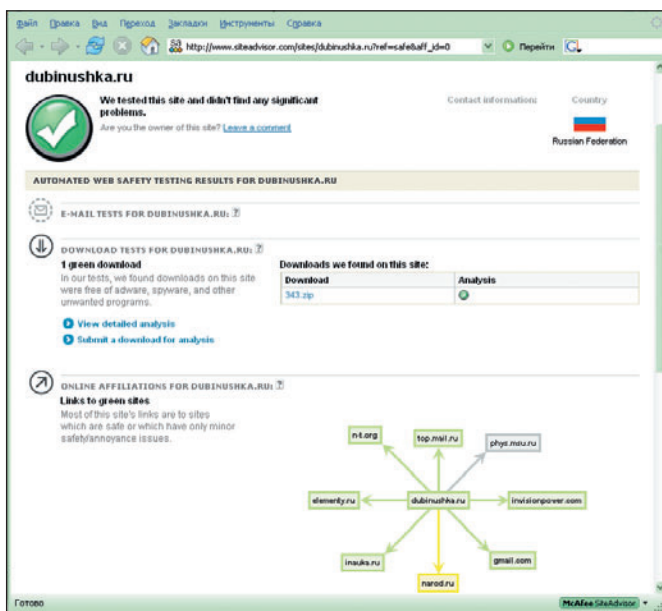 Файл Правка Вид Переход Закладки Инструменты Справка
http://www.siteadvisor.com/sites/dubinushka.ru?ref=safe&aff_id=0 Перейти
dubinushka.ru
We tested this site and didn't find any significant
problems.
Are you the owner of this site? Leave a comment
Contact informations
Country
Russian Federation
AUTOMATED WEB SAFETY TESTING RESULTS FOR DUBINUSHKA.RU
E-MAIL TESTS FOR DUBINUSHKA.RU: ?
DOWNLOAD TESTS FOR DUBINUSHKA.RU: ?
1 green download
In our tests, we found downloads on this site
were free of adware, spyware, and other
unwanted programs.
View detailed analysis
Submit a download for analysis
Downloads we found on this site:
Download Analysis
343.zip
ONLINE AFFILIATIONS FOR DUBINUSHKA.RU: ?
Links to green sites
Most of this site's links are to sites
which are safe or which have only minor
safety/annoyance issues.
n-t.org
top.mail.ru
phys.msu.ru
elementy.ru
dubinushka.ru
invisionpower.com
inauka.ru
gmail.com
narod.ru
Готово
McAfee SiteAdvisor